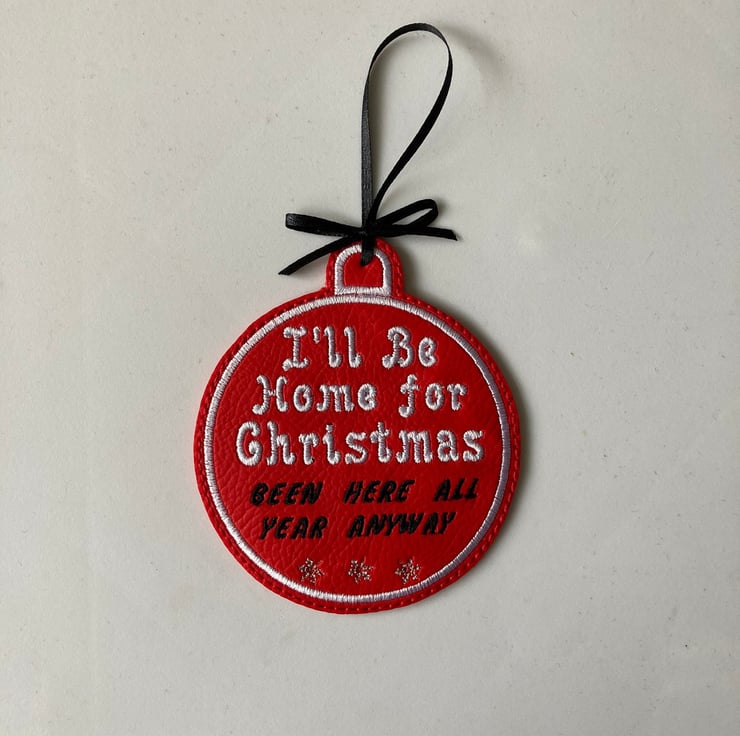 I'll Be
Home for
Christmas
BEEN HERE ALL
YEAR ANYWAY